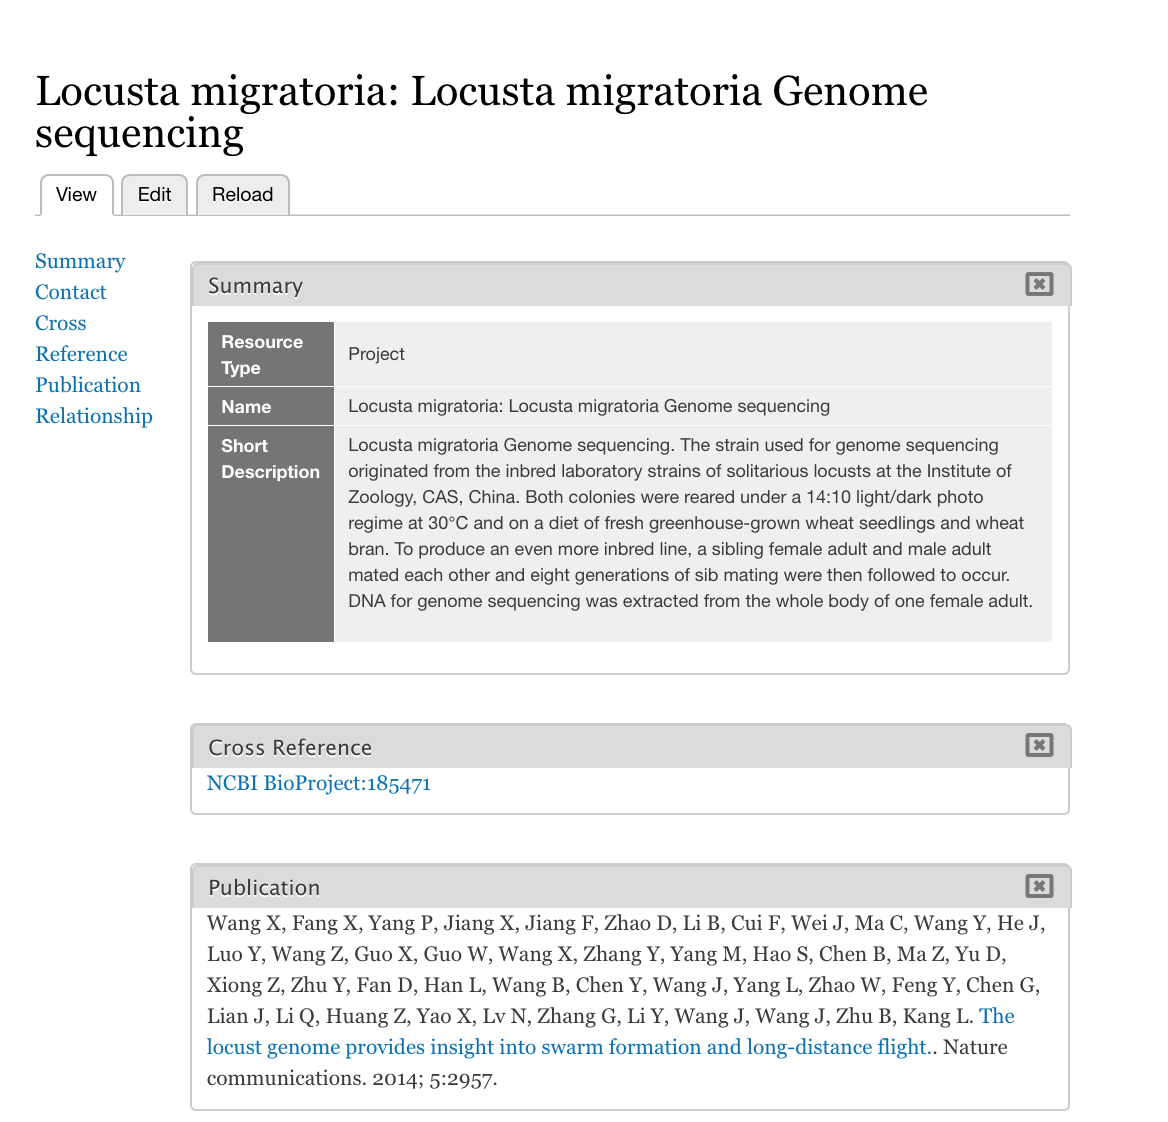 Locusta migratoria: Locusta migratoria Genome
sequencing
View
Edit
Reload
Summary
Contact
Cross
Reference
Publication
Relationship
Summary
Resource
Type
Project
Name
Locusta migratoria: Locusta migratoria Genome sequencing
Short
Description
Locusta migratoria Genome sequencing. The strain used for genome sequencing
originated from the inbred laboratory strains of solitarious locusts at the Institute of
Zoology, CAS, China. Both colonies were reared under a 14:10 light/dark photo
regime at 30°C and on a diet of fresh greenhouse-grown wheat seedlings and wheat
bran. To produce an even more inbred line, a sibling female adult and male adult
mated each other and eight generations of sib mating were then followed to occur.
DNA for genome sequencing was extracted from the whole body of one female adult.
Cross Reference
NCBI BioProject:185471
Publication
Wang X, Fang X, Yang P, Jiang X, Jiang F, Zhao D, Li B, Cui F, Wei J, Ma C, Wang Y, He J,
Luo Y, Wang Z, Guo X, Guo W, Wang X, Zhang Y, Yang M, Hao S, Chen B, Ma Z, Yu D,
Xiong Z, Zhu Y, Fan D, Han L, Wang B, Chen Y, Wang J, Yang L, Zhao W, Feng Y, Chen G,
Lian J, Li Q, Huang Z, Yao X, Lv N, Zhang G, Li Y, Wang J, Wang J, Zhu B, Kang L. The
locust genome provides insight into swarm formation and long-distance flight.. Nature
communications. 2014; 5:2957.